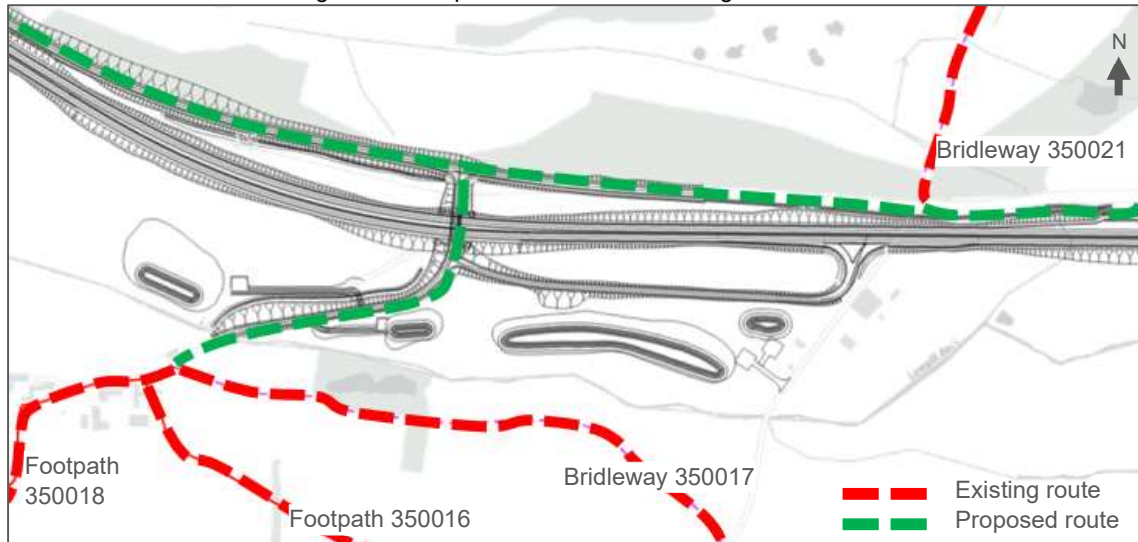 N
Bridleway 350021
Footpath
350018
Bridleway 350017
Footpath 350016
Existing route
Proposed route